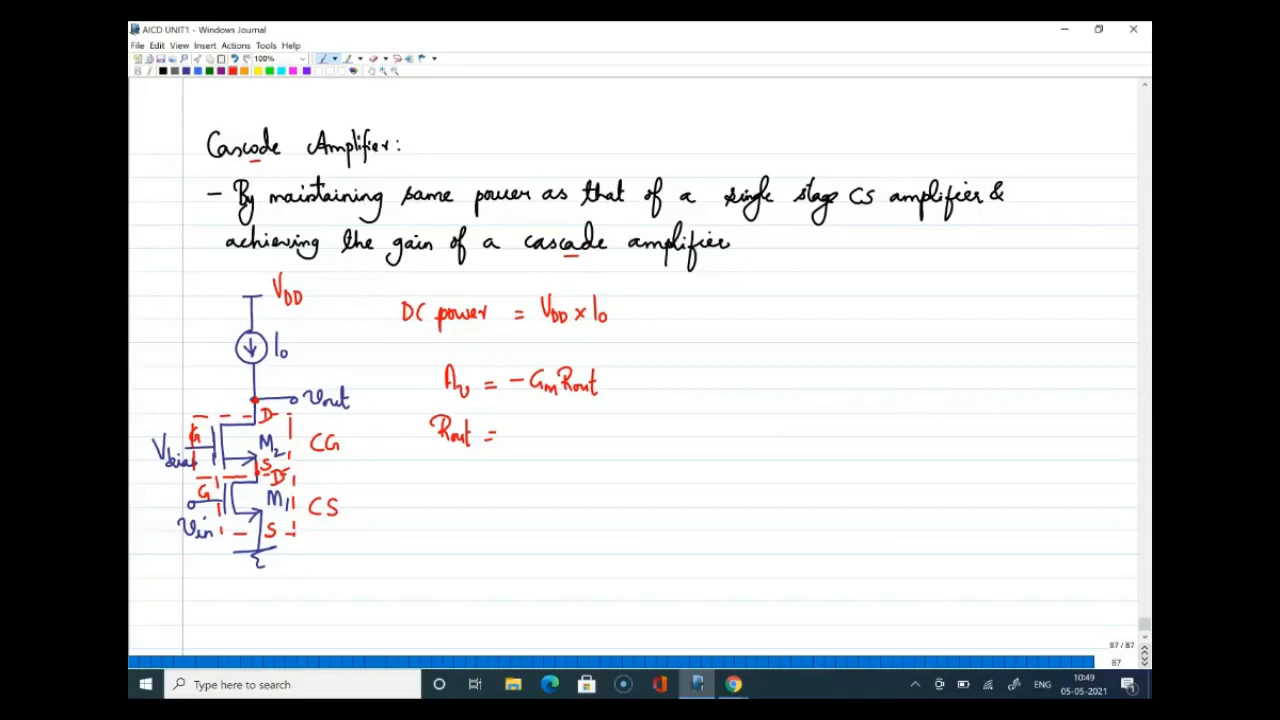 AICD UNIT1 - Windows Journal
File Edit View Insert Actions Tools Help
100%
B I
Cascode Amplifier:
- By maintaining same power as that of a single stage CS amplifier &
achieving the gain of a cascade amplifier
VDD
I0
Vout
DC power = VDD x I0
Av = - Gm Rout
Rout =
G D
M2 CG
Vbias
S
D
G
M1 CS
Vin
S
87 / 87
87
Type here to search
ENG
10:49
05-05-2021
1